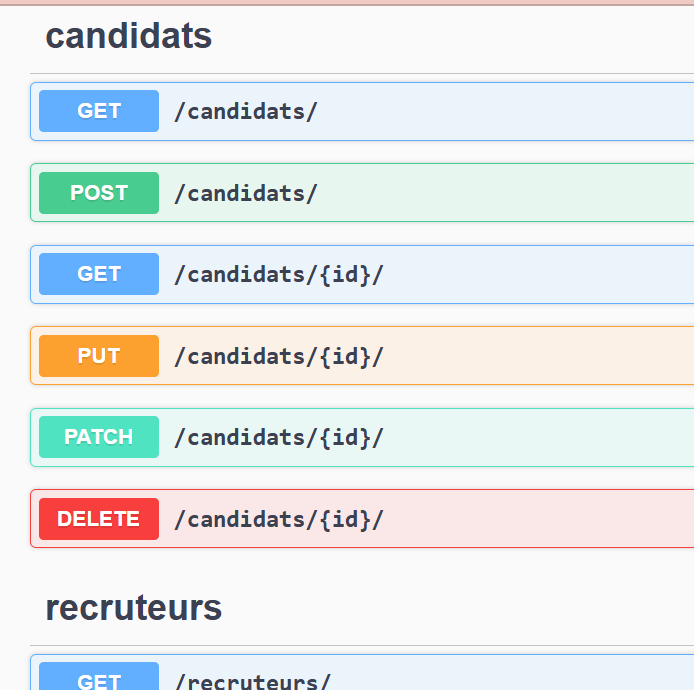 candidats
GET /candidats/
POST /candidats/
GET /candidats/{id}/
PUT /candidats/{id}/
PATCH /candidats/{id}/
DELETE /candidats/{id}/
recruteurs
GET /recruteurs/